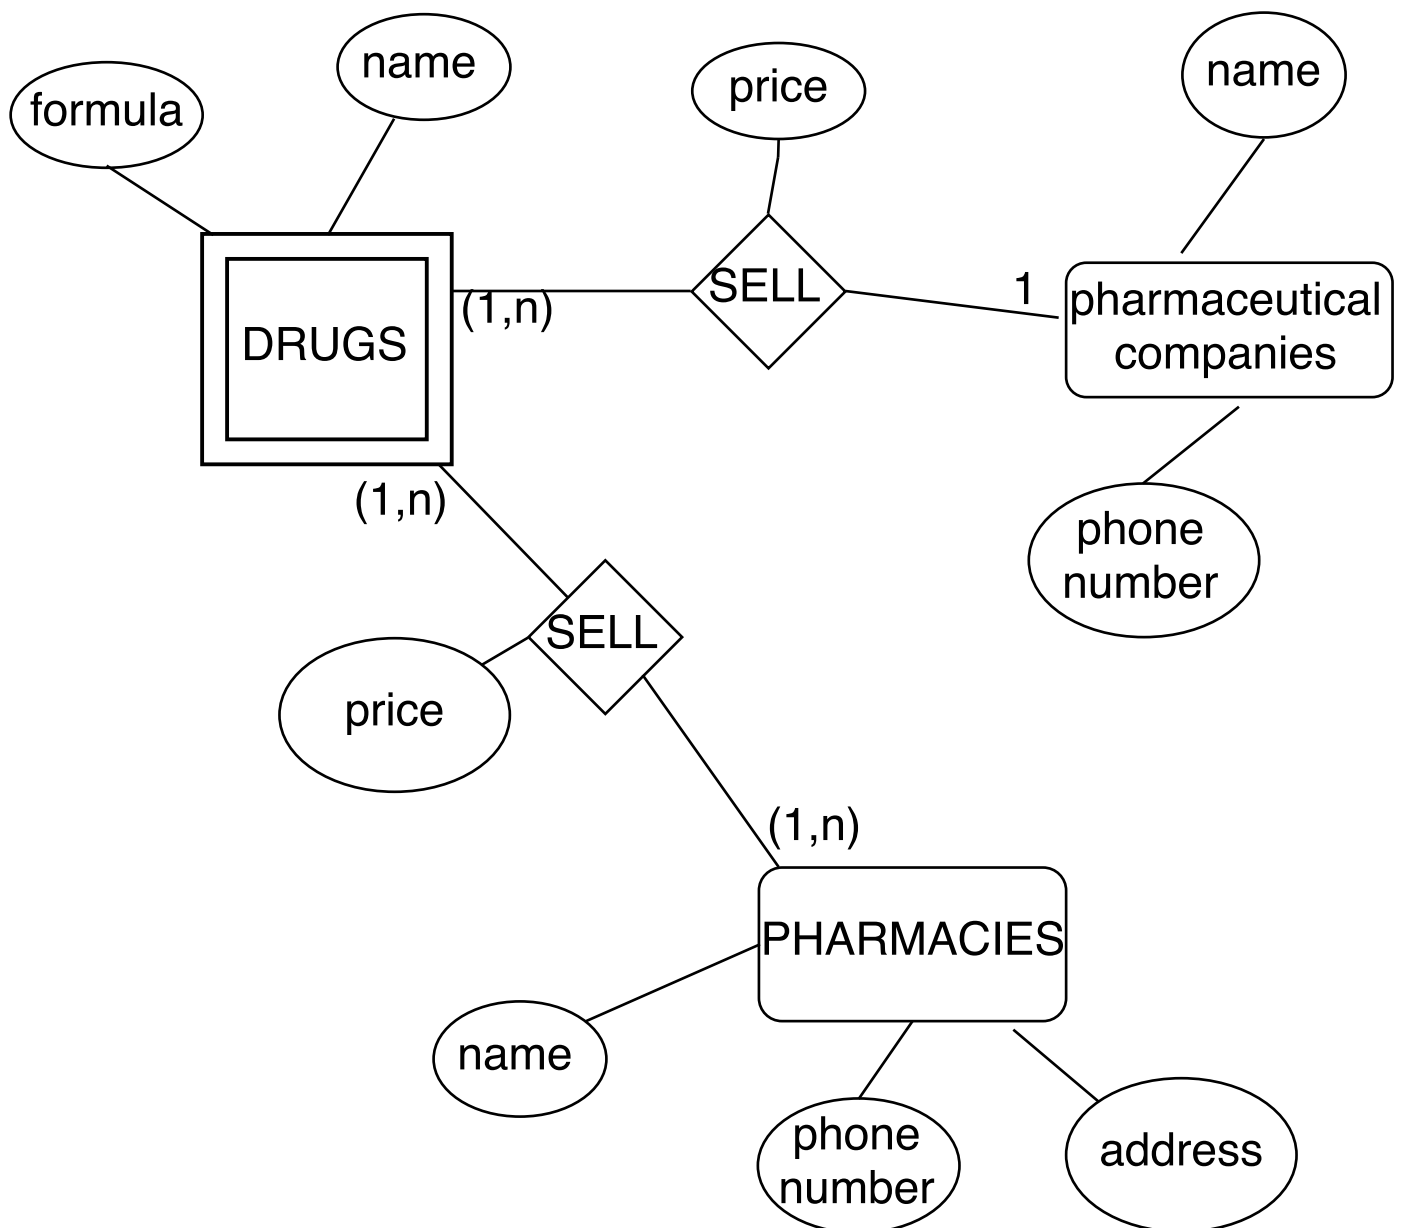 formula
name
price
name
DRUGS
(1,n)
SELL
1
pharmaceutical
companies
(1,n)
phone
number
SELL
price
(1,n)
PHARMACIES
name
phone
number
address